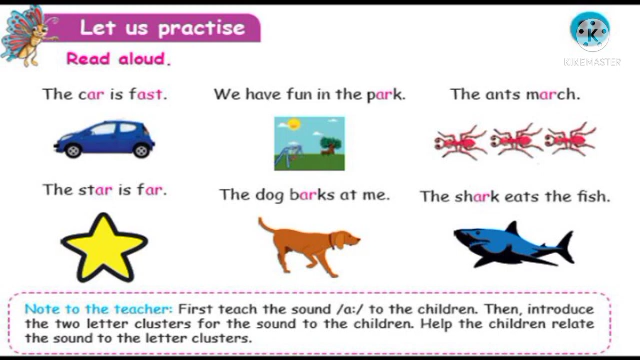 Let us practise
K
KINEMASTER
Read aloud.
The car is fast.
We have fun in the park.
The ants march.
The star is far.
The dog barks at me.
The shark eats the fish.
Note to the teacher: First teach the sound /a:/ to the children. Then, introduce
the two letter clusters for the sound to the children. Help the children relate
the sound to the letter clusters.